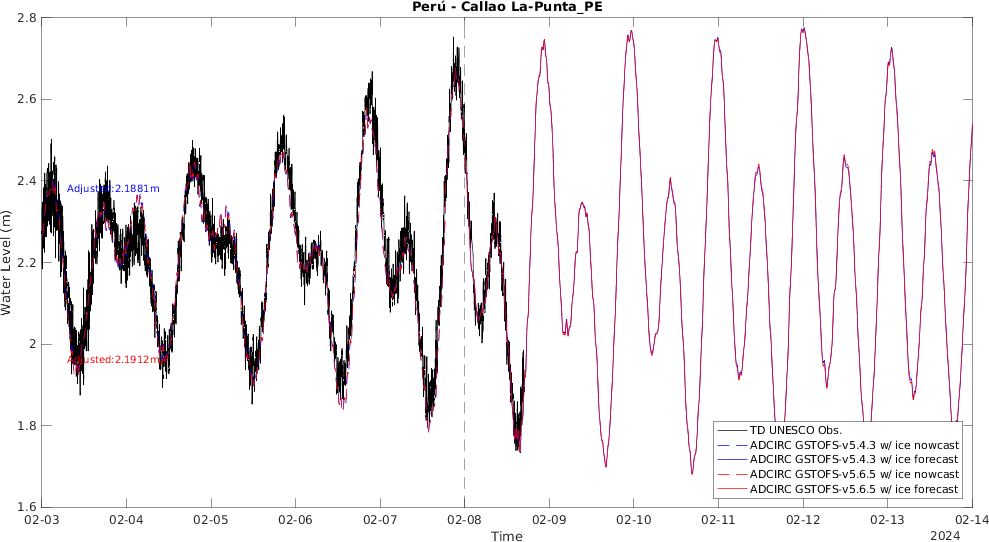 Perú - Callao La-Punta_PE
2.8
2.6
2.4
2.2
2
1.8
1.6
Water Level (m)
Adjusted:2.1881m
Adjusted:2.1912m
TD UNESCO Obs.
ADCIRC GSTOFS-v5.4.3 w/ ice nowcast
ADCIRC GSTOFS-v5.4.3 w/ ice forecast
ADCIRC GSTOFS-v5.6.5 w/ ice nowcast
ADCIRC GSTOFS-v5.6.5 w/ ice forecast
02-03 02-04 02-05 02-06 02-07 02-08 02-09 02-10 02-11 02-12 02-13 02-14
Time
2024